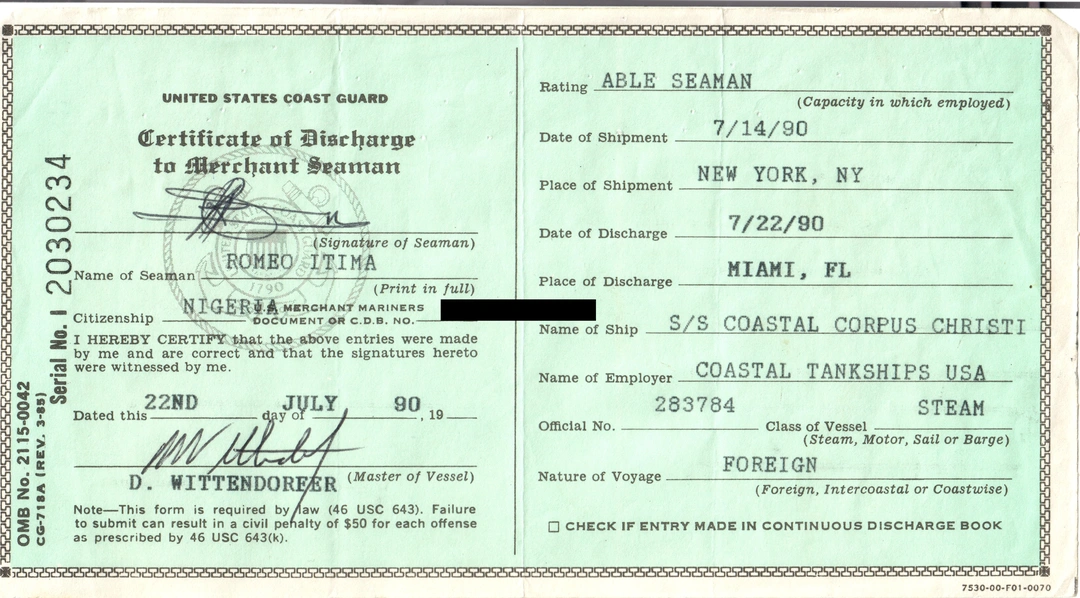 UNITED STATES COAST GUARD
Certificate of Discharge
to Merchant Seaman
(Signature of Seaman)
Name of Seaman ROMEO ITIMA
(Print in full)
Citizenship NIGERIA U.S. MERCHANT MARINERS
DOCUMENT OR C.D.B. NO.
I HEREBY CERTIFY that the above entries were made
by me and are correct and that the signatures hereto
were witnessed by me.
Dated this 22ND day of JULY 90, 19
D. WITTENDORFER (Master of Vessel)
Note—This form is required by law (46 USC 643). Failure
to submit can result in a civil penalty of $50 for each offense
as prescribed by 46 USC 643(k).
Serial No. I 2030234
OMB No. 2115-0042
CG-718A (REV. 3-85)
1790
Rating ABLE SEAMAN
(Capacity in which employed)
Date of Shipment 7/14/90
Place of Shipment NEW YORK, NY
Date of Discharge 7/22/90
Place of Discharge MIAMI, FL
Name of Ship S/S COASTAL CORPUS CHRISTI
Name of Employer COASTAL TANKSHIPS USA
Official No. 283784 Class of Vessel STEAM
(Steam, Motor, Sail or Barge)
Nature of Voyage FOREIGN
(Foreign, Intercoastal or Coastwise)
☐ CHECK IF ENTRY MADE IN CONTINUOUS DISCHARGE BOOK
7530-00-F01-0070